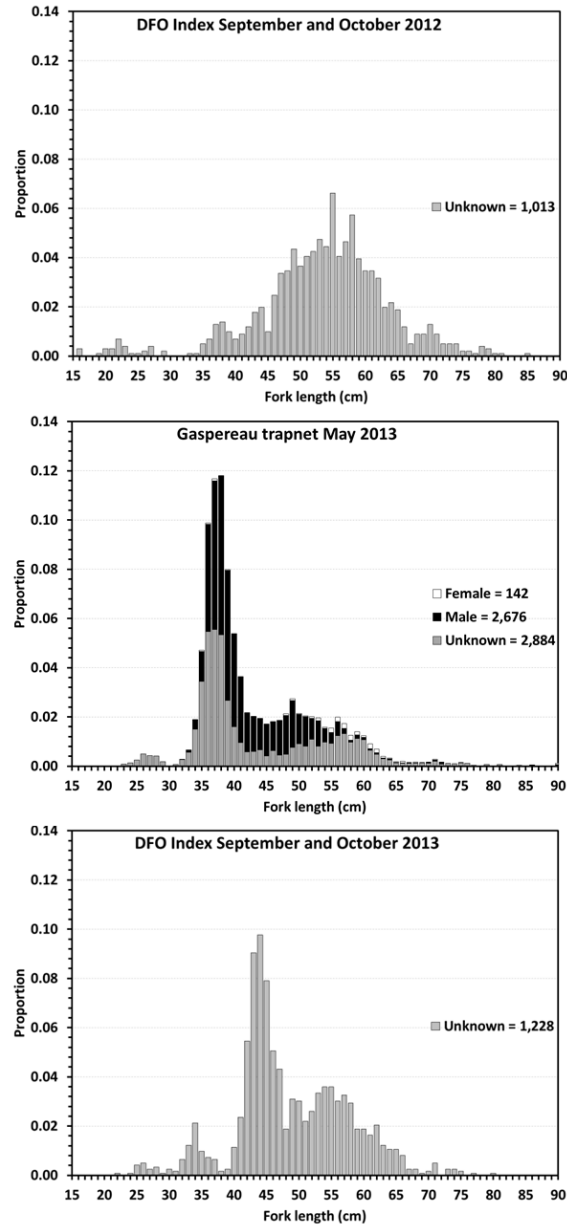 DFO Index September and October 2012
0.14
0.12
0.10
0.08
0.06
0.04
0.02
0.00
Proportion
Unknown = 1,013
15 20 25 30 35 40 45 50 55 60 65 70 75 80 85 90
Fork length (cm)
Gaspereau trapnet May 2013
0.14
0.12
0.10
0.08
0.06
0.04
0.02
0.00
Proportion
Female = 142
Male = 2,676
Unknown = 2,884
15 20 25 30 35 40 45 50 55 60 65 70 75 80 85 90
Fork length (cm)
DFO Index September and October 2013
0.14
0.12
0.10
0.08
0.06
0.04
0.02
0.00
Proportion
Unknown = 1,228
15 20 25 30 35 40 45 50 55 60 65 70 75 80 85 90
Fork length (cm)